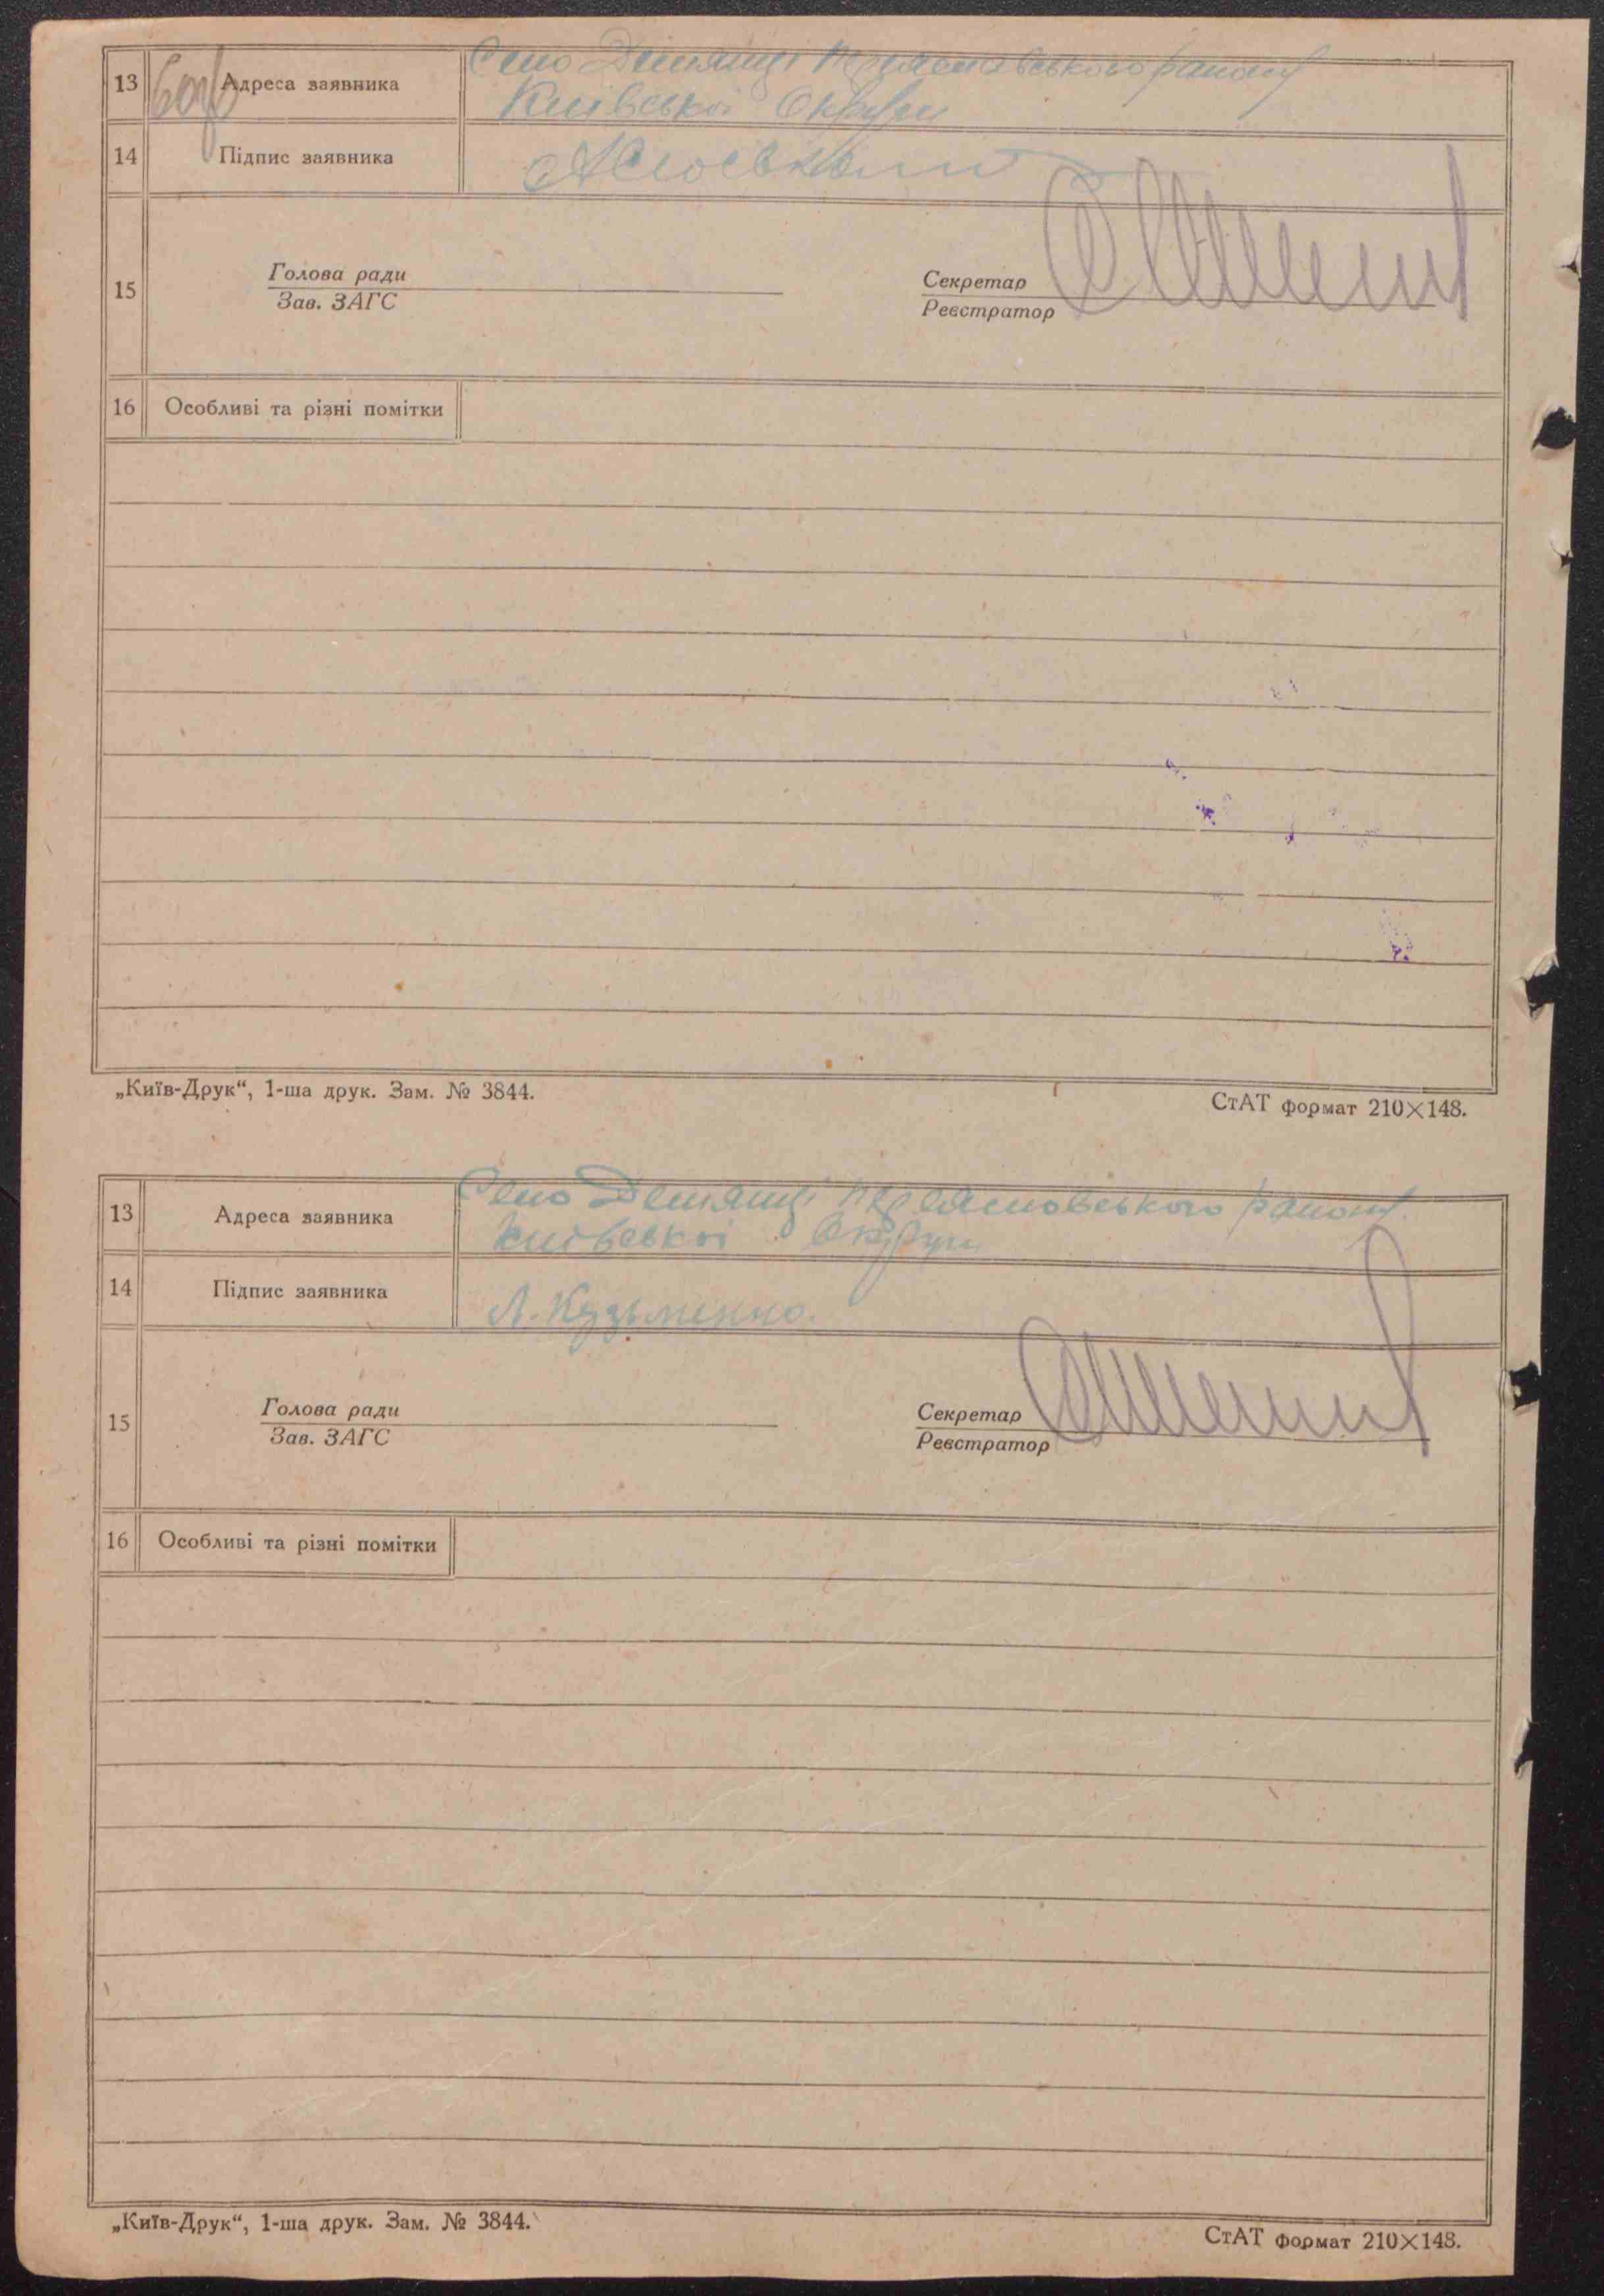 13 Адреса заявника Село Демянці Переяславського району
Київської Округи
14 Підпис заявника
15 Голова ради
Зав. ЗАГС
Секретар
Реєстратор
16 Особливі та різні помітки
„Київ-Друк“, 1-ша друк. Зам. № 3844. СтАТ формат 210×148.
13 Адреса заявника Село Демянці Переяславського району
Київської Округи
14 Підпис заявника Л. Кузьменко.
15 Голова ради
Зав. ЗАГС
Секретар
Реєстратор
16 Особливі та різні помітки
„Київ-Друк“, 1-ша друк. Зам. № 3844. СтАТ формат 210×148.